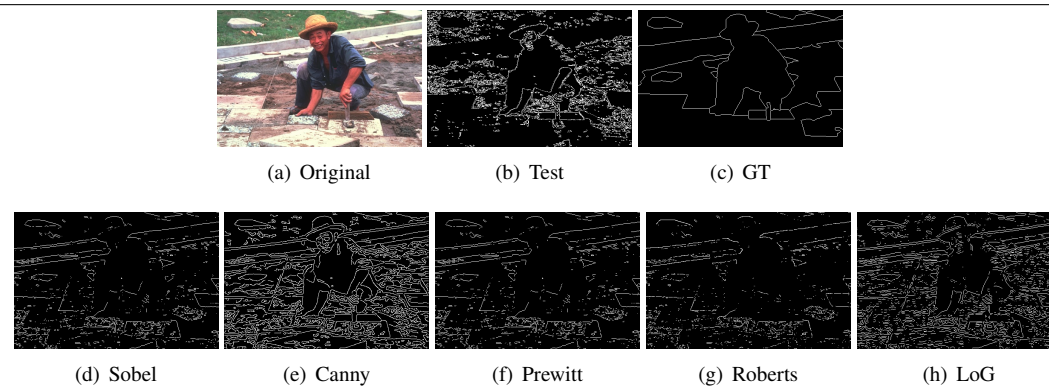 (a) Original (b) Test (c) GT
(d) Sobel (e) Canny (f) Prewitt (g) Roberts (h) LoG